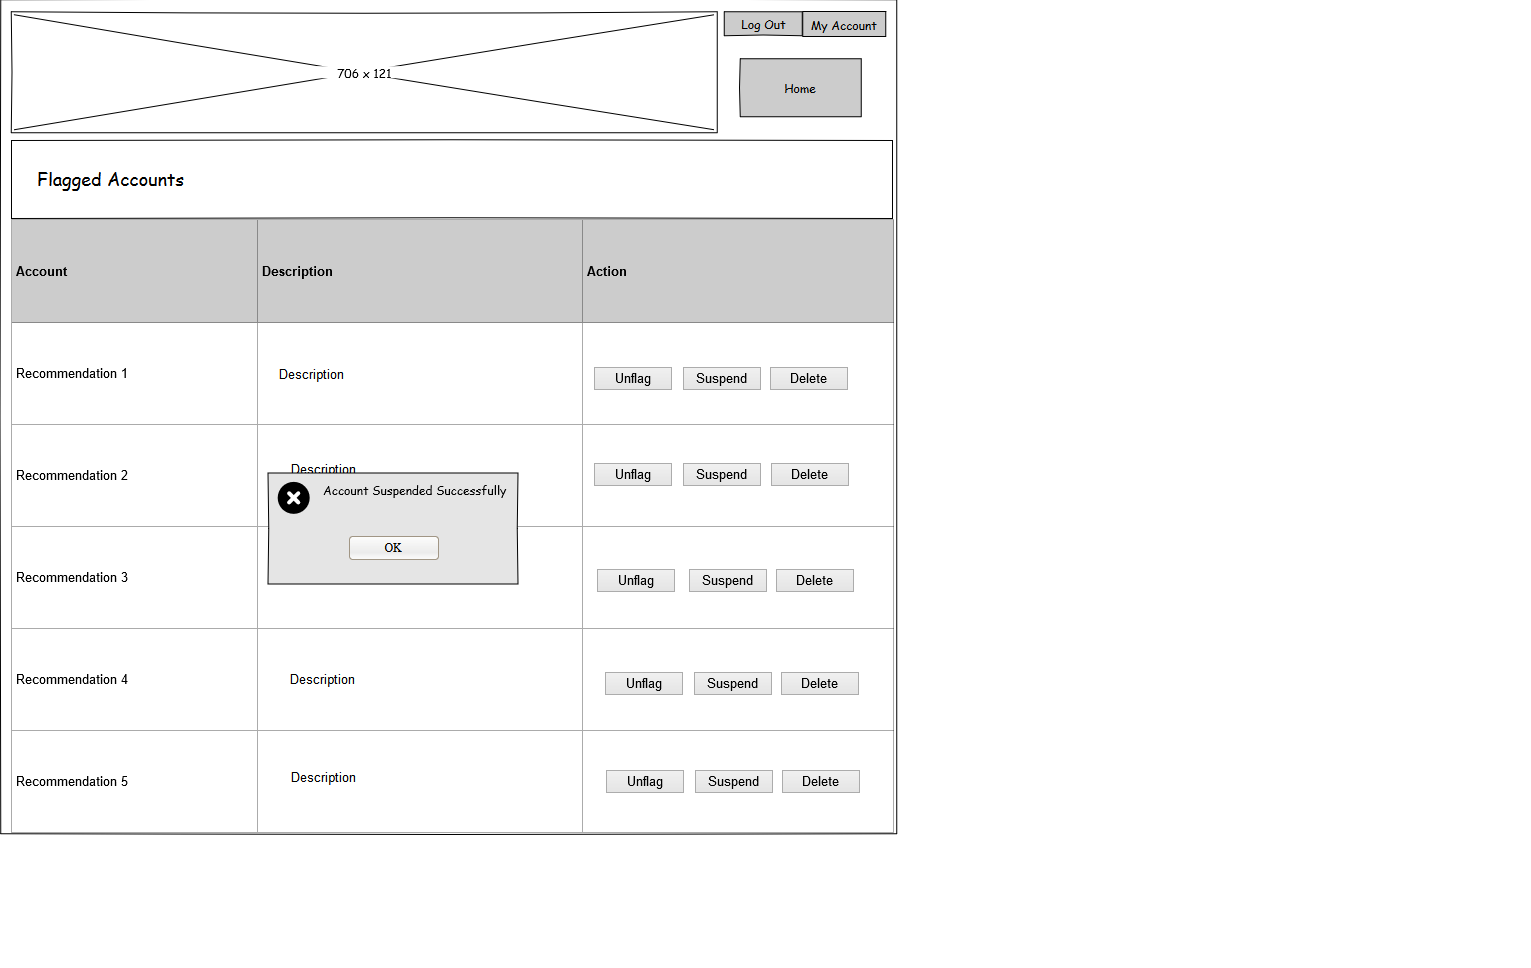 Log Out My Account
706 x 121
Home
Flagged Accounts
Account Description Action
Recommendation 1 Description Unflag Suspend Delete
Recommendation 2 Description Unflag Suspend Delete
Account Suspended Successfully
OK
Recommendation 3 Unflag Suspend Delete
Recommendation 4 Description Unflag Suspend Delete
Recommendation 5 Description Unflag Suspend Delete